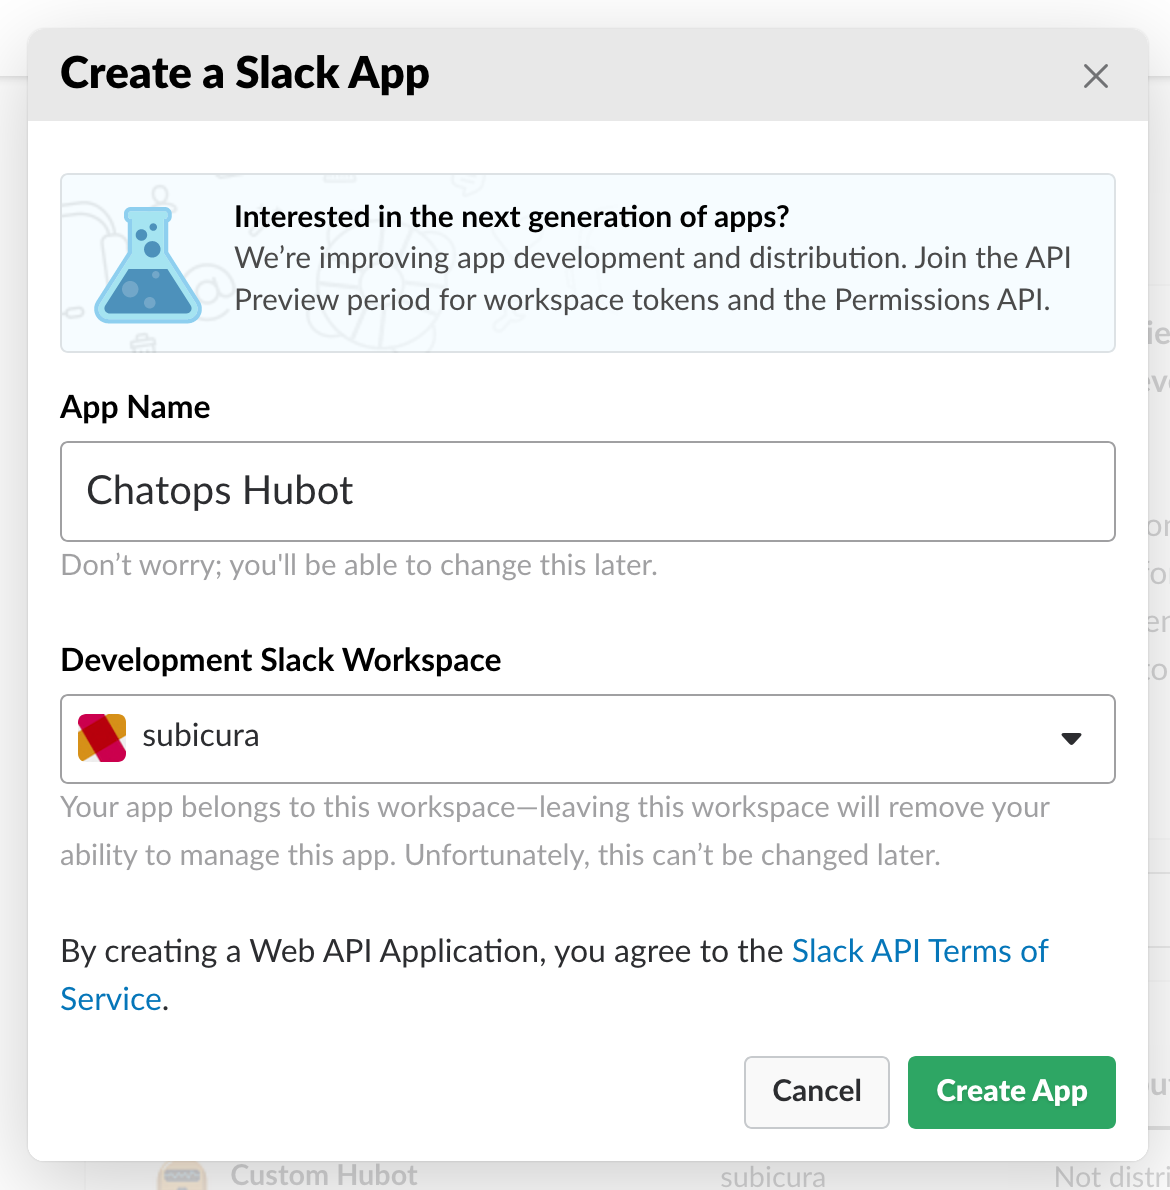 Create a Slack App
Interested in the next generation of apps?
We’re improving app development and distribution. Join the API
Preview period for workspace tokens and the Permissions API.
App Name
Chatops Hubot
Don’t worry; you'll be able to change this later.
Development Slack Workspace
subicura
Your app belongs to this workspace—leaving this workspace will remove your
ability to manage this app. Unfortunately, this can’t be changed later.
By creating a Web API Application, you agree to the Slack API Terms of
Service.
Cancel
Create App
Custom Hubot
subicura
Not distri